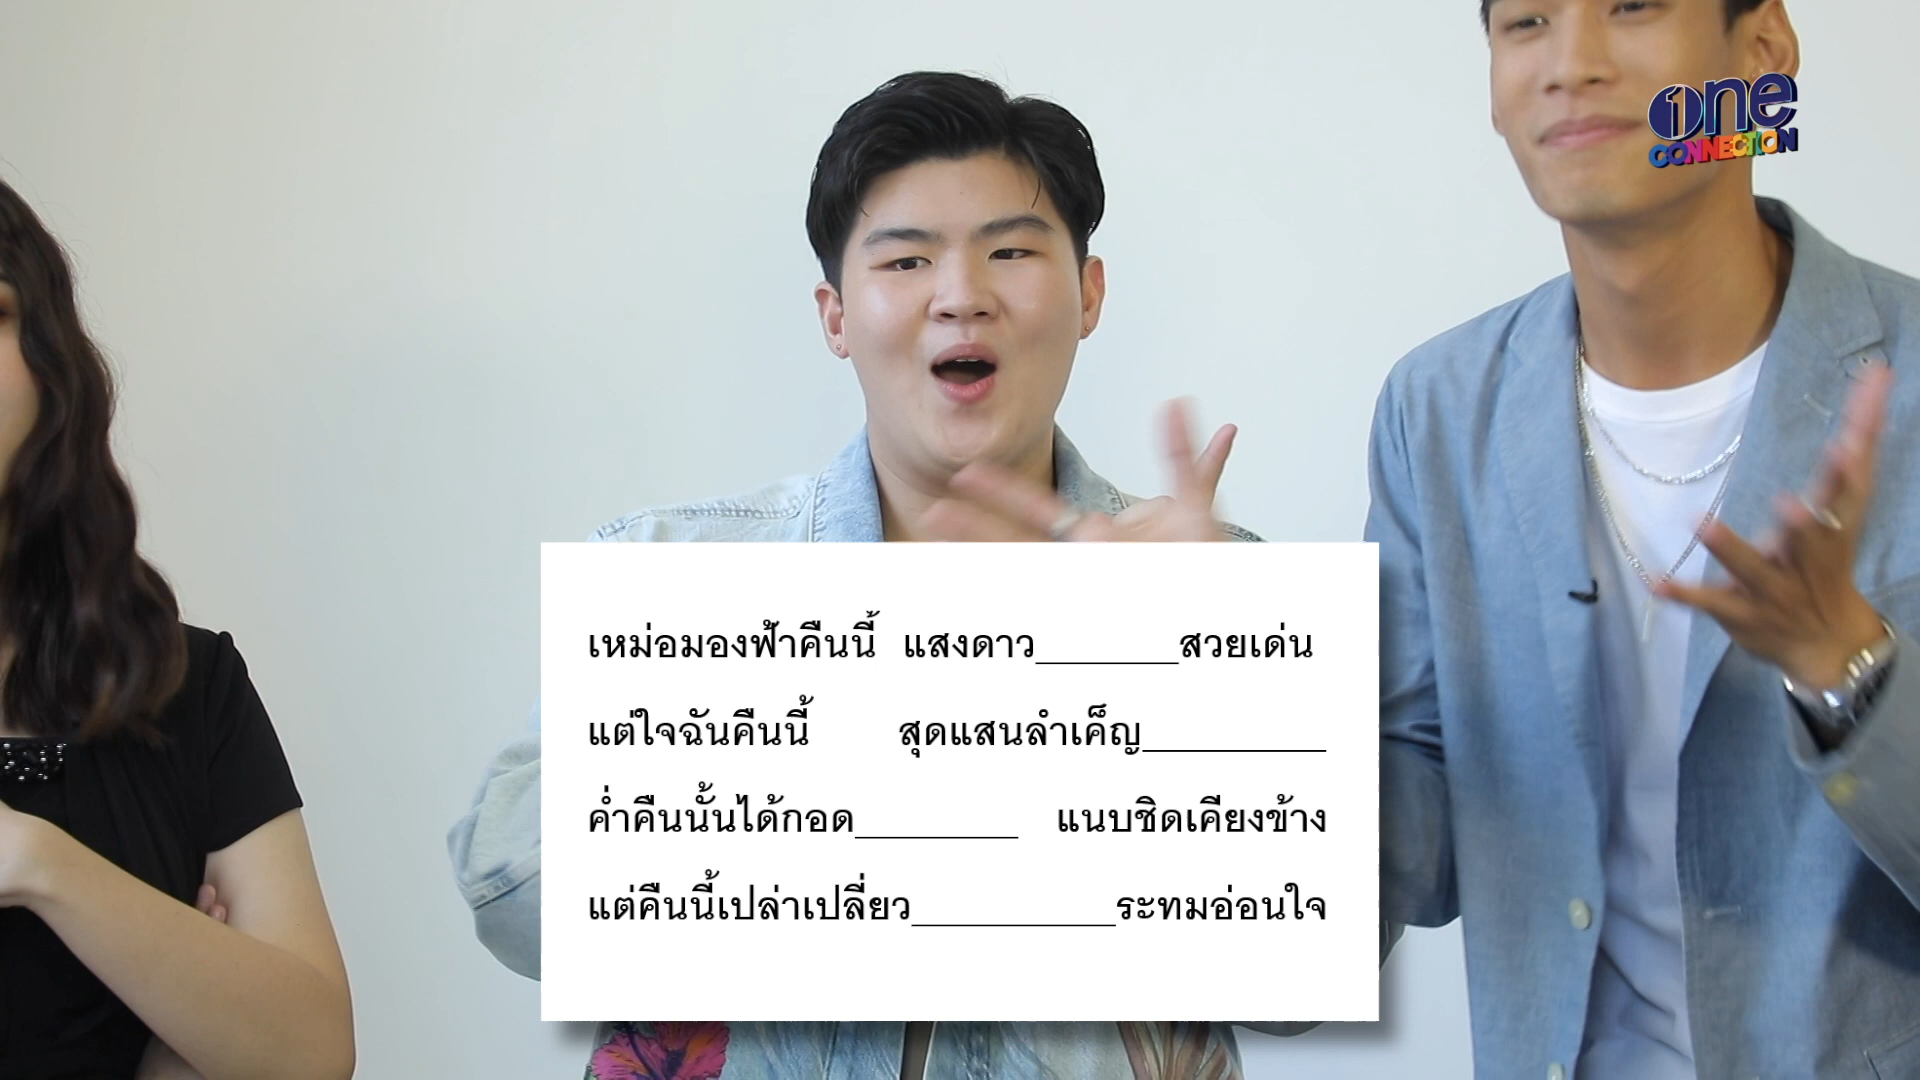 one
CONNECTION
เหม่อมองฟ้าคืนนี้ แสงดาว_______สวยเด่น
แต่ใจฉันคืนนี้ สุดแสนลำเค็ญ_________
ค่ำคืนนั้นได้กอด________ แนบชิดเคียงข้าง
แต่คืนนี้เปล่าเปลี่ยว__________ระทมอ่อนใจ